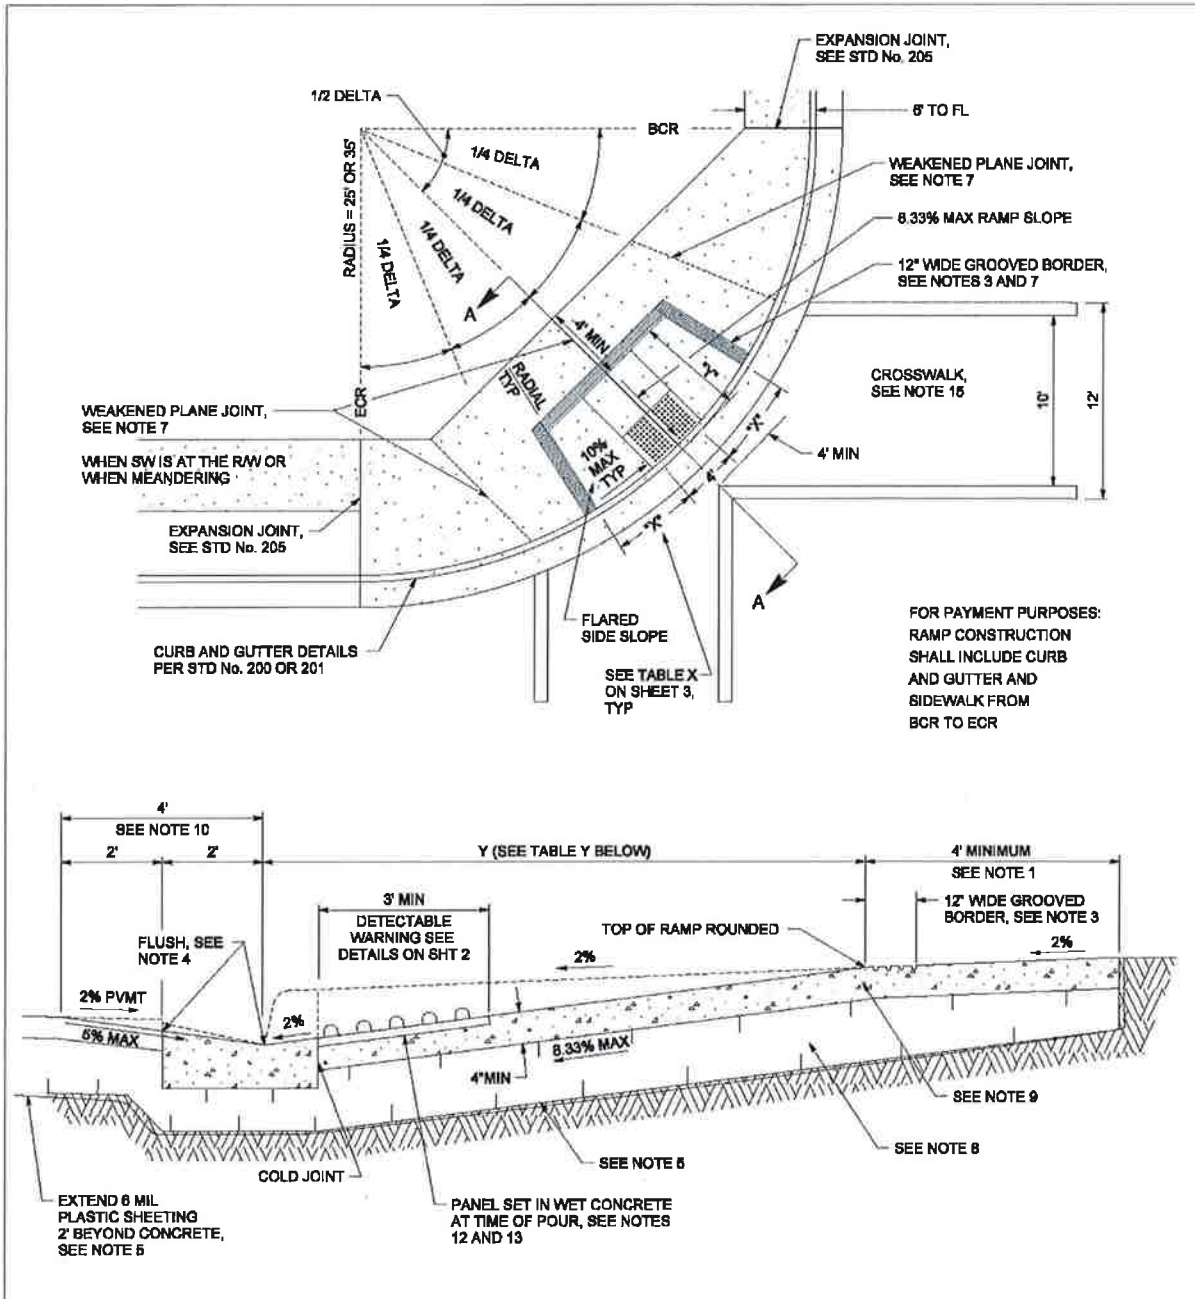 EXPANSION JOINT,
SEE STD No. 205
1/2 DELTA
6' TO FL
BCR
1/4 DELTA
WEAKENED PLANE JOINT,
SEE NOTE 7
RADIUS = 25' OR 35'
1/4 DELTA
8.33% MAX RAMP SLOPE
1/4 DELTA
1/4 DELTA
12" WIDE GROOVED BORDER,
SEE NOTES 3 AND 7
A
4' MIN
"Y"
RADIAL
TYP
CROSSWALK,
SEE NOTE 15
10'
12'
ECR
WEAKENED PLANE JOINT,
SEE NOTE 7
"X"
4' MIN
10%
MAX
TYP
4'
WHEN SW IS AT THE R/W OR
WHEN MEANDERING
"X"
EXPANSION JOINT,
SEE STD No. 205
A
FLARED
SIDE SLOPE
FOR PAYMENT PURPOSES:
RAMP CONSTRUCTION
SHALL INCLUDE CURB
AND GUTTER AND
SIDEWALK FROM
BCR TO ECR
CURB AND GUTTER DETAILS
PER STD No. 200 OR 201
SEE TABLE X
ON SHEET 3,
TYP
4'
SEE NOTE 10
2'
2'
Y (SEE TABLE Y BELOW)
4' MINIMUM
SEE NOTE 1
3' MIN
DETECTABLE
WARNING SEE
DETAILS ON SHT 2
12" WIDE GROOVED
BORDER, SEE NOTE 3
TOP OF RAMP ROUNDED
FLUSH, SEE
NOTE 4
2%
2%
2% PVMT
2%
5% MAX
8.33% MAX
4" MIN
SEE NOTE 9
SEE NOTE 8
SEE NOTE 5
COLD JOINT
EXTEND 6 MIL
PLASTIC SHEETING
2' BEYOND CONCRETE,
SEE NOTE 5
PANEL SET IN WET CONCRETE
AT TIME OF POUR, SEE NOTES
12 AND 13